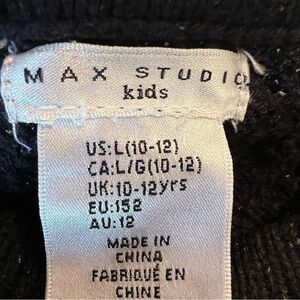 MAX STUDIO
kids
US:L(10-12)
CA:L/G(10-12)
UK:10-12yrs
EU:152
AU:12
MADE IN
CHINA
FABRIQUÉ EN
CHINE